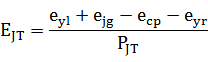 E_JT = (e_yl + e_jg − e_cp − e_yr) / P_JT